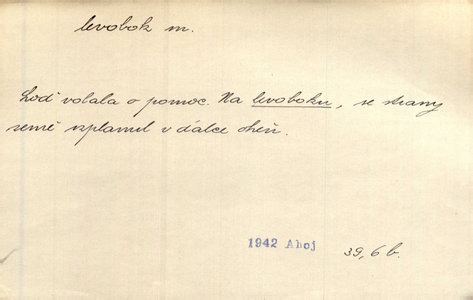 levobok m.
Loď volala o pomoc. Na levoboku, se strany
země vzplanul v dálce oheň.
1942 Ahoj
39, 6 b.